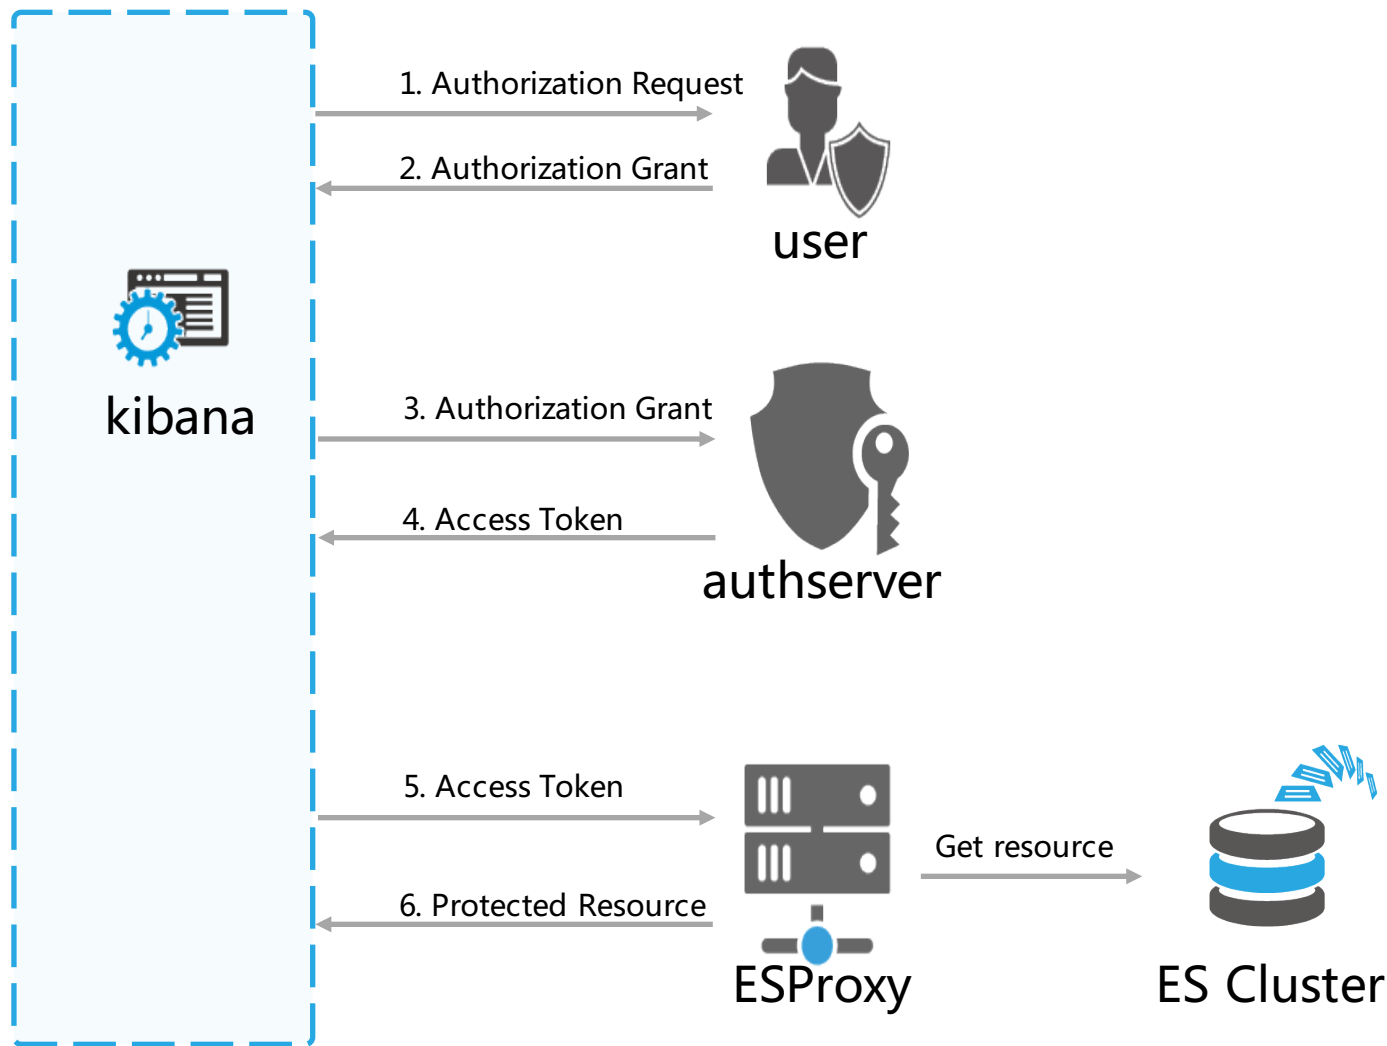 1. Authorization Request
2. Authorization Grant
user
kibana
3. Authorization Grant
4. Access Token
authserver
5. Access Token
Get resource
6. Protected Resource
ESProxy
ES Cluster